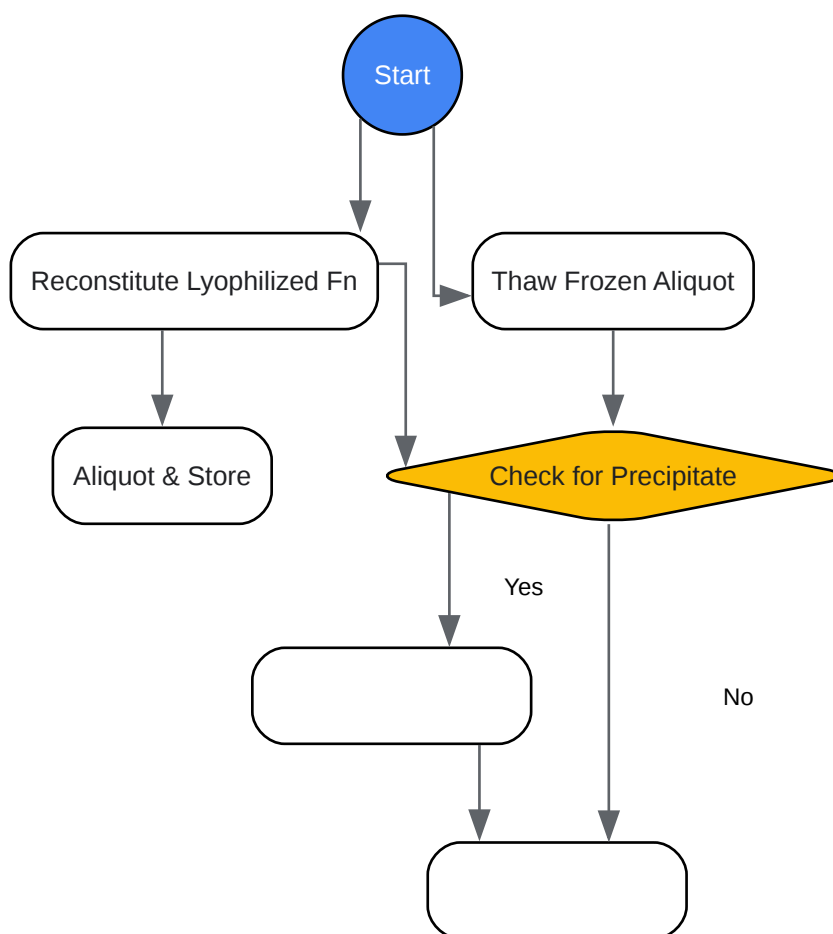 Start
Reconstitute Lyophilized Fn
Thaw Frozen Aliquot
Aliquot & Store
Check for Precipitate
Yes
No